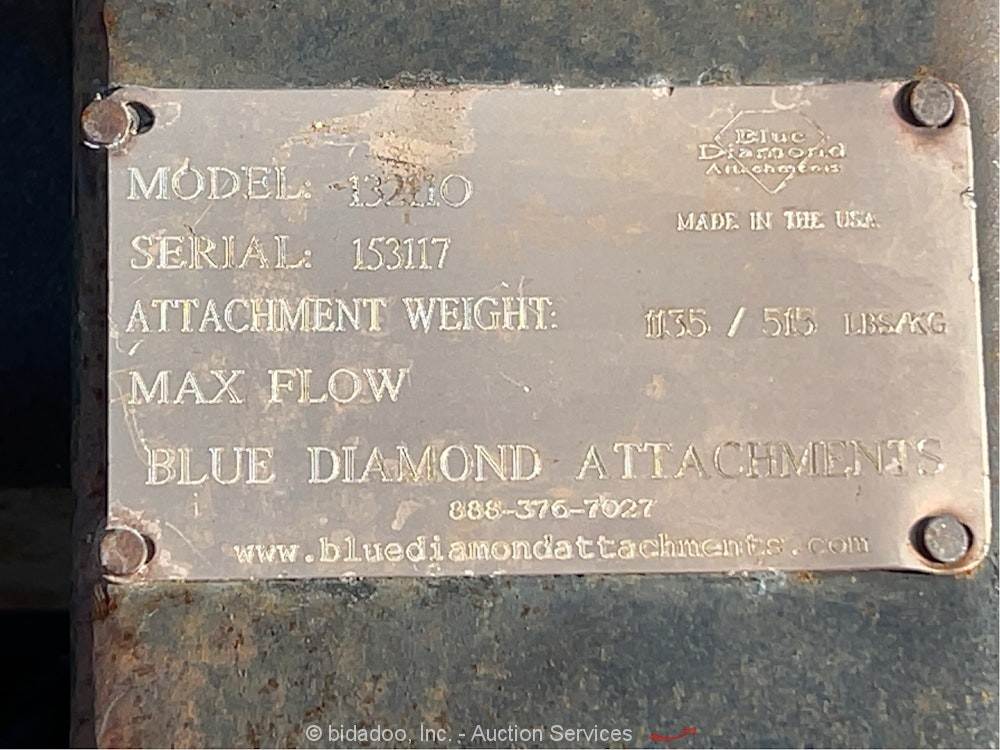 Blue
Diamond
Attachments
MADE IN THE USA
MODEL: 132110
SERIAL: 153117
ATTACHMENT WEIGHT: 1135 / 515 LBS/KG
MAX FLOW
BLUE DIAMOND ATTACHMENTS
888-376-7027
www.bluediamondattachments.com
© bidadoo, Inc. - Auction Services